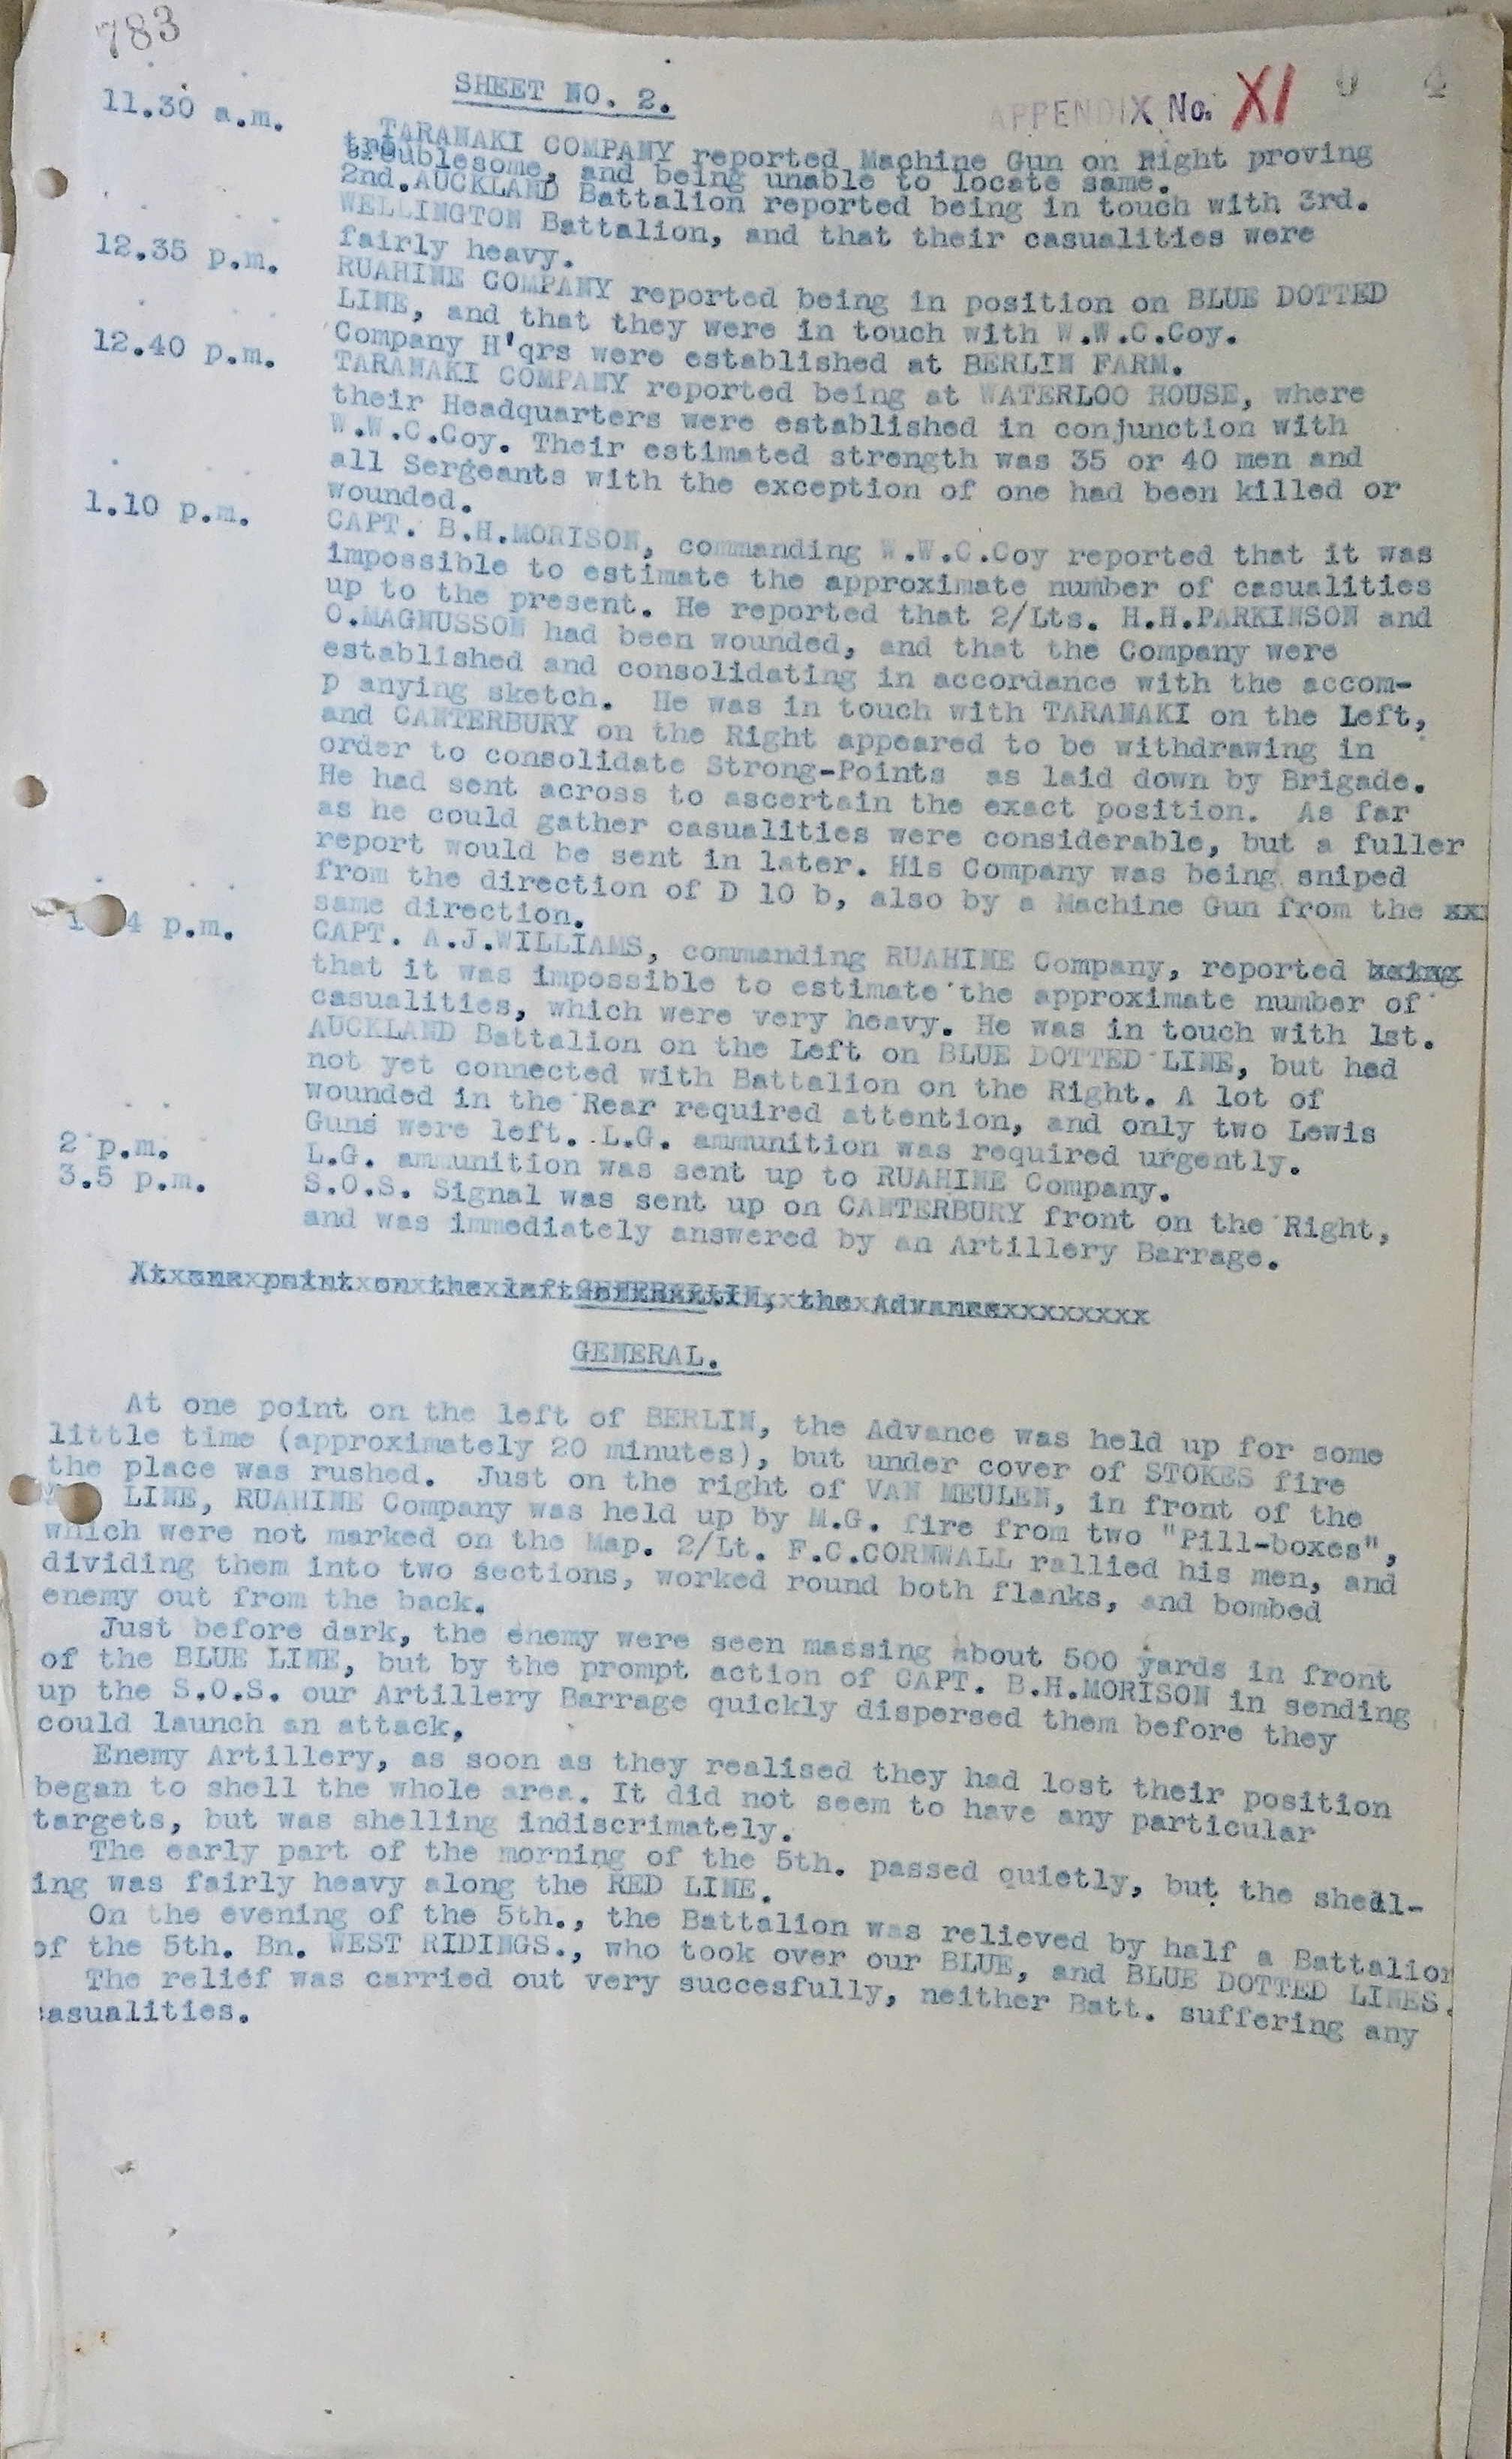 783
SHEET NO. 2.
APPENDIX No. XI
11.30 a.m.
TARANAKI COMPANY reported Machine Gun on Right proving
troublesome, and being unable to locate same.
2nd.AUCKLAND Battalion reported being in touch with 3rd.
WELLINGTON Battalion, and that their casualities were
fairly heavy.
12.35 p.m.
RUAHINE COMPANY reported being in position on BLUE DOTTED
LINE, and that they were in touch with W.W.C.Coy.
Company H'qrs were established at BERLIN FARM.
12.40 p.m.
TARANAKI COMPANY reported being at WATERLOO HOUSE, where
their Headquarters were established in conjunction with
W.W.C.Coy. Their estimated strength was 35 or 40 men and
all Sergeants with the exception of one had been killed or
wounded.
1.10 p.m.
CAPT. B.H.MORISON, commanding W.W.C.Coy reported that it was
impossible to estimate the approximate number of casualities
up to the present. He reported that 2/Lts. H.H.PARKINSON and
O.MAGNUSSON had been wounded, and that the Company were
established and consolidating in accordance with the accom-
p anying sketch. He was in touch with TARANAKI on the Left,
and CANTERBURY on the Right appeared to be withdrawing in
order to consolidate Strong-Points as laid down by Brigade.
He had sent across to ascertain the exact position. As far
as he could gather casualities were considerable, but a fuller
report would be sent in later. His Company was being sniped
from the direction of D 10 b, also by a Machine Gun from the xxx
same direction.
4 p.m.
CAPT. A.J.WILLIAMS, commanding RUAHINE Company, reported
that it was impossible to estimate the approximate number of
casualities, which were very heavy. He was in touch with 1st.
AUCKLAND Battalion on the Left on BLUE DOTTED LINE, but had
not yet connected with Battalion on the Right. A lot of
wounded in the Rear required attention, and only two Lewis
Guns were left. L.G. ammunition was required urgently.
2 p.m.
L.G. ammunition was sent up to RUAHINE Company.
3.5 p.m.
S.O.S. Signal was sent up on CANTERBURY front on the Right,
and was immediately answered by an Artillery Barrage.
At one point on the left of BERLIN, the Advance
GENERAL.
At one point on the left of BERLIN, the Advance was held up for some
little time (approximately 20 minutes), but under cover of STOKES fire
the place was rushed. Just on the right of VAN MEULEN, in front of the
LINE, RUAHINE Company was held up by M.G. fire from two "Pill-boxes",
which were not marked on the Map. 2/Lt. F.C.CORNWALL rallied his men, and
dividing them into two sections, worked round both flanks, and bombed
enemy out from the back.
Just before dark, the enemy were seen massing about 500 yards in front
of the BLUE LINE, but by the prompt action of CAPT. B.H.MORISON in sending
up the S.O.S. our Artillery Barrage quickly dispersed them before they
could launch an attack.
Enemy Artillery, as soon as they realised they had lost their position
began to shell the whole area. It did not seem to have any particular
targets, but was shelling indiscrimately.
The early part of the morning of the 5th. passed quietly, but the shell-
ing was fairly heavy along the RED LINE.
On the evening of the 5th., the Battalion was relieved by half a Battalion
of the 5th. Bn. WEST RIDINGS., who took over our BLUE, and BLUE DOTTED LINES.
The relief was carried out very succesfully, neither Batt. suffering any
casualities.